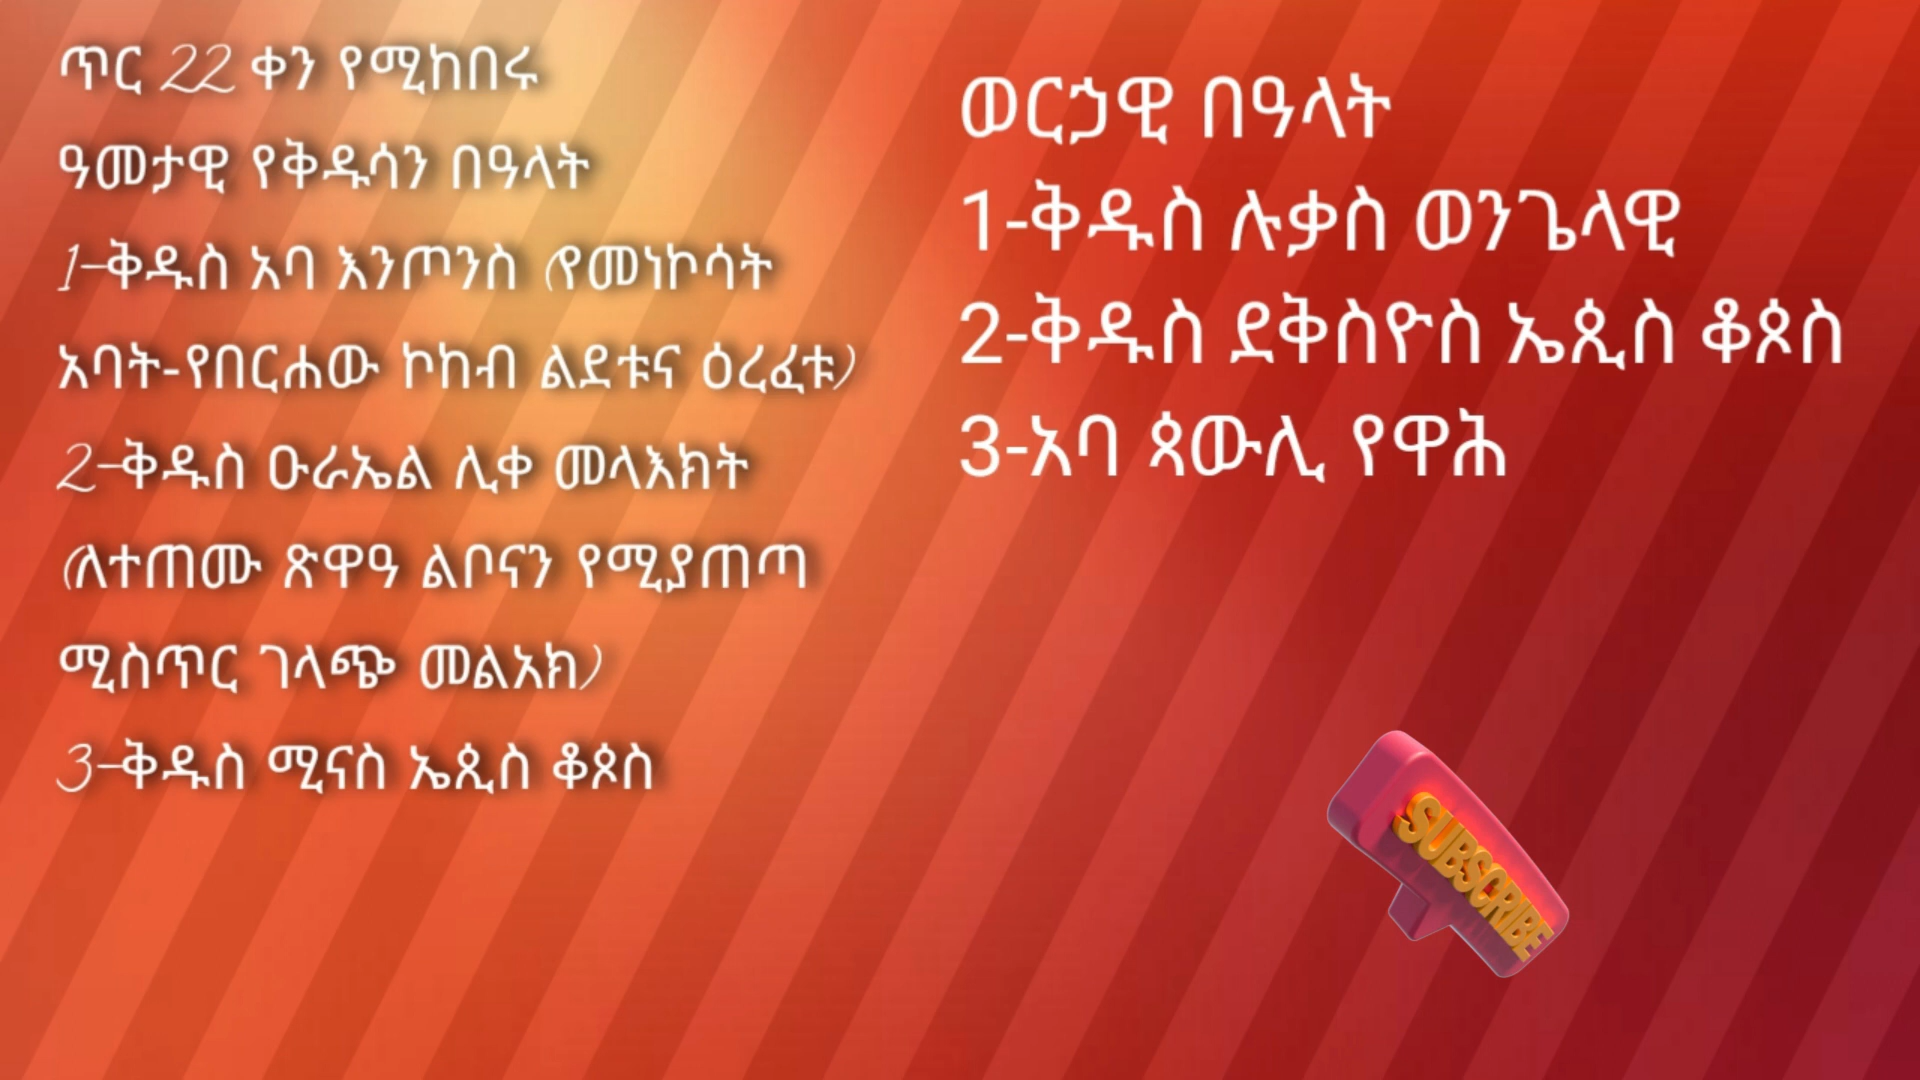 ጥር 22 ቀን የሚከበሩ
ዓመታዊ የቅዱሳን በዓላት
1-ቅዱስ አባ እንጦንስ (የመነኮሳት
አባት-የበርሐው ኮከብ ልደቱና ዕረፈቱ)
2-ቅዱስ ዑራኤል ሊቀ መላእክት
(ለተጠሙ ጽዋዓ ልቦናን የሚያጠጣ
ሚስጥር ገላጭ መልአክ)
3-ቅዱስ ሚናስ ኤጲስ ቆጶስ
ወርኃዊ በዓላት
1-ቅዱስ ሉቃስ ወንጌላዊ
2-ቅዱስ ደቅስዮስ ኤጲስ ቆጶስ
3-አባ ጳውሊ የዋሕ
SUBSCRIBE